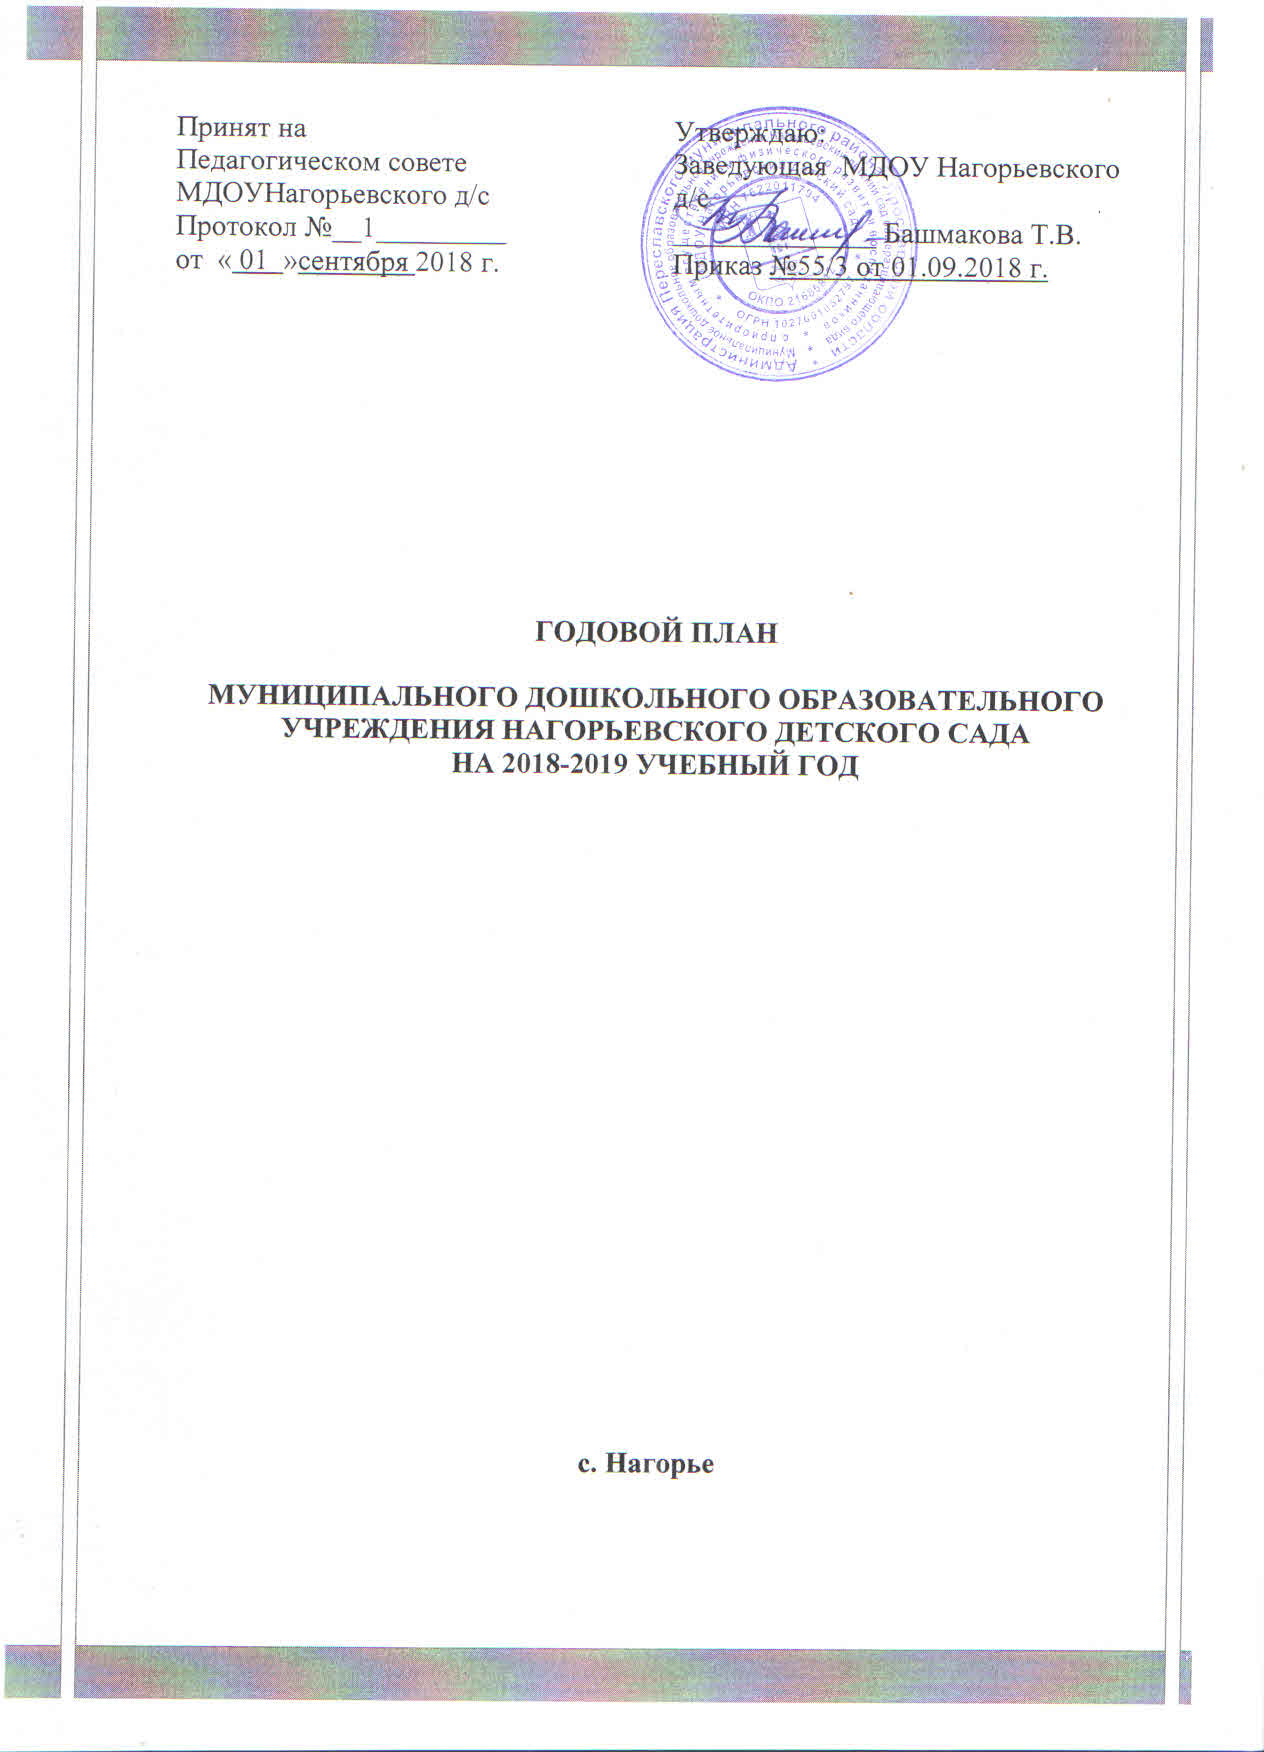 Принят на
Педагогическом совете
МДОУНагорьевского д/с
Протокол №__1_________
от «_01_»сентября 2018 г.
Утверждаю:
Заведующая МДОУ Нагорьевского
д/с
Башмакова Т.В.
Приказ №55/3 от 01.09.2018 г.
ГОДОВОЙ ПЛАН
МУНИЦИПАЛЬНОГО ДОШКОЛЬНОГО ОБРАЗОВАТЕЛЬНОГО
УЧРЕЖДЕНИЯ НАГОРЬЕВСКОГО ДЕТСКОГО САДА
НА 2018-2019 УЧЕБНЫЙ ГОД
с. Нагорье